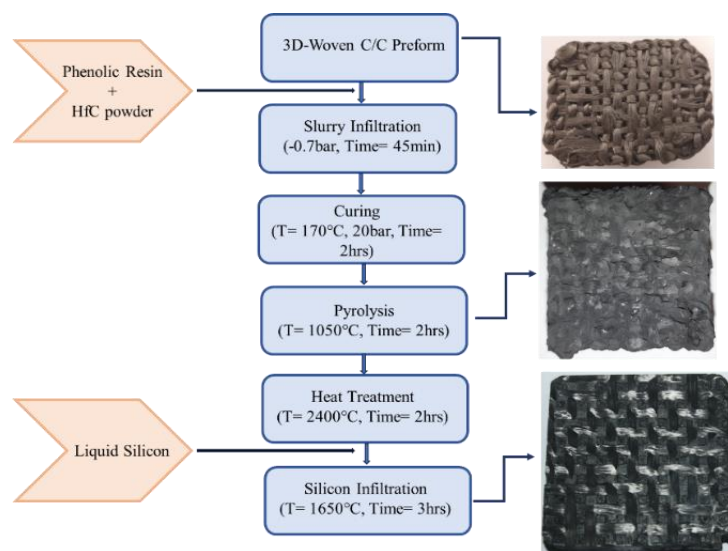 3D-Woven C/C Preform
Phenolic Resin
+
HfC powder
Slurry Infiltration
(-0.7bar, Time= 45min)
Curing
(T= 170℃, 20bar, Time=
2hrs)
Pyrolysis
(T= 1050℃, Time= 2hrs)
Heat Treatment
(T= 2400℃, Time= 2hrs)
Liquid Silicon
Silicon Infiltration
(T= 1650℃, Time= 3hrs)